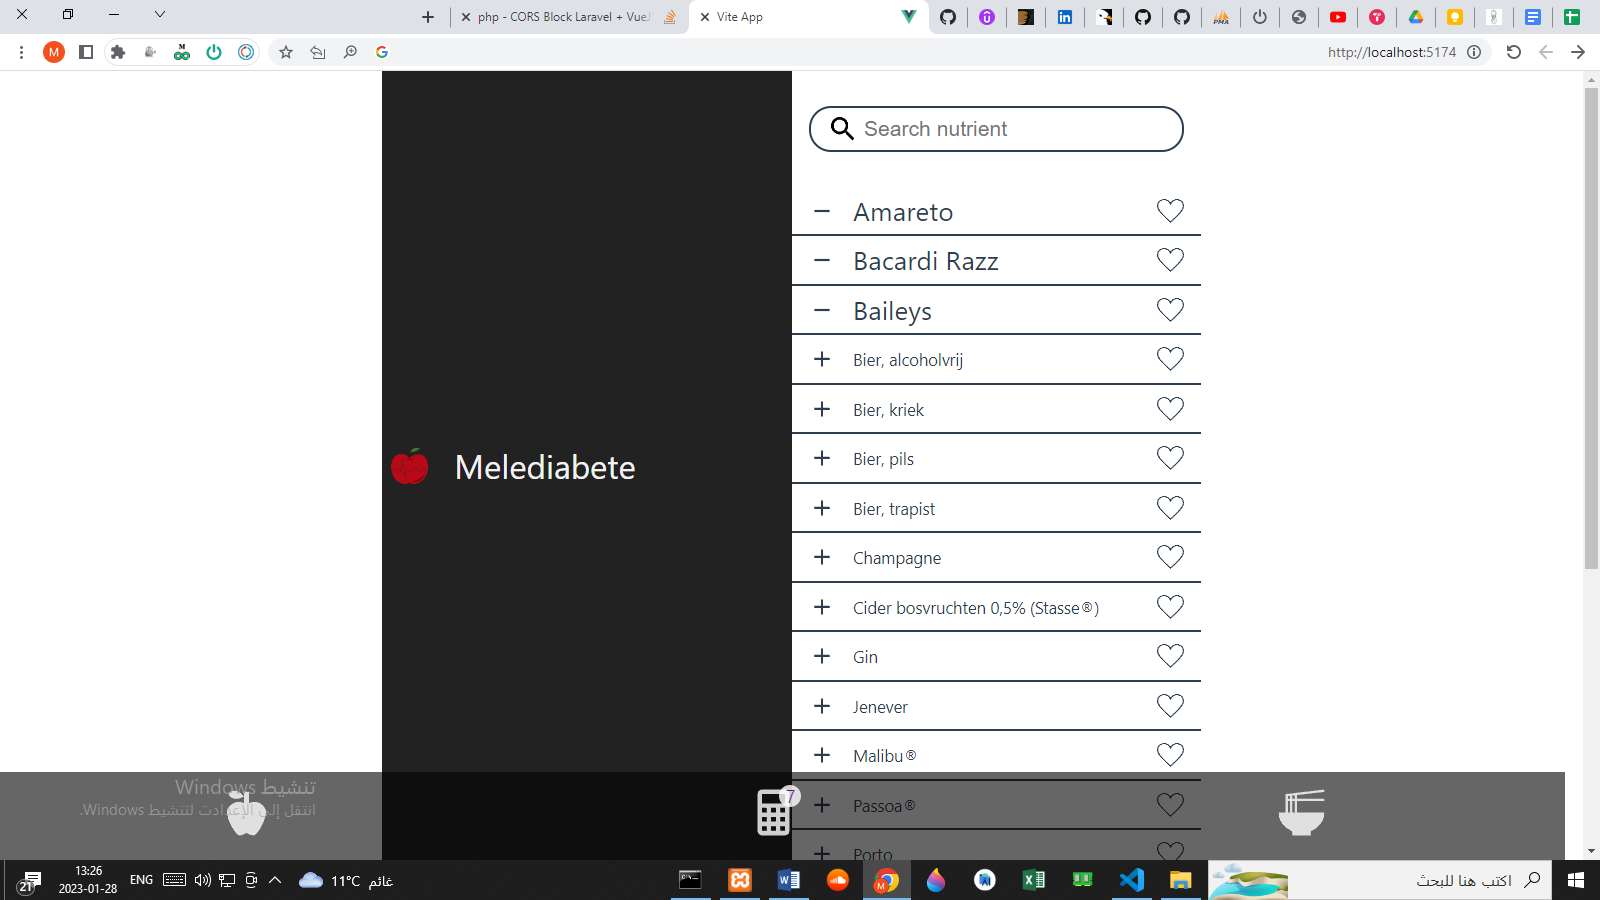 php - CORS Block Laravel + VueJ
Vite App
http://localhost:5174
Search nutrient
Amareto
Bacardi Razz
Baileys
Bier, alcoholvrij
Bier, kriek
Bier, pils
Bier, trapist
Champagne
Cider bosvruchten 0,5% (Stasse®)
Gin
Jenever
Malibu®
Passoa®
Porto
Melediabete
7
تنشيط Windows
انتقل إلى الإعدادات لتنشيط Windows.
21
13:26
2023-01-28
ENG
11°C غائم
اكتب هنا للبحث